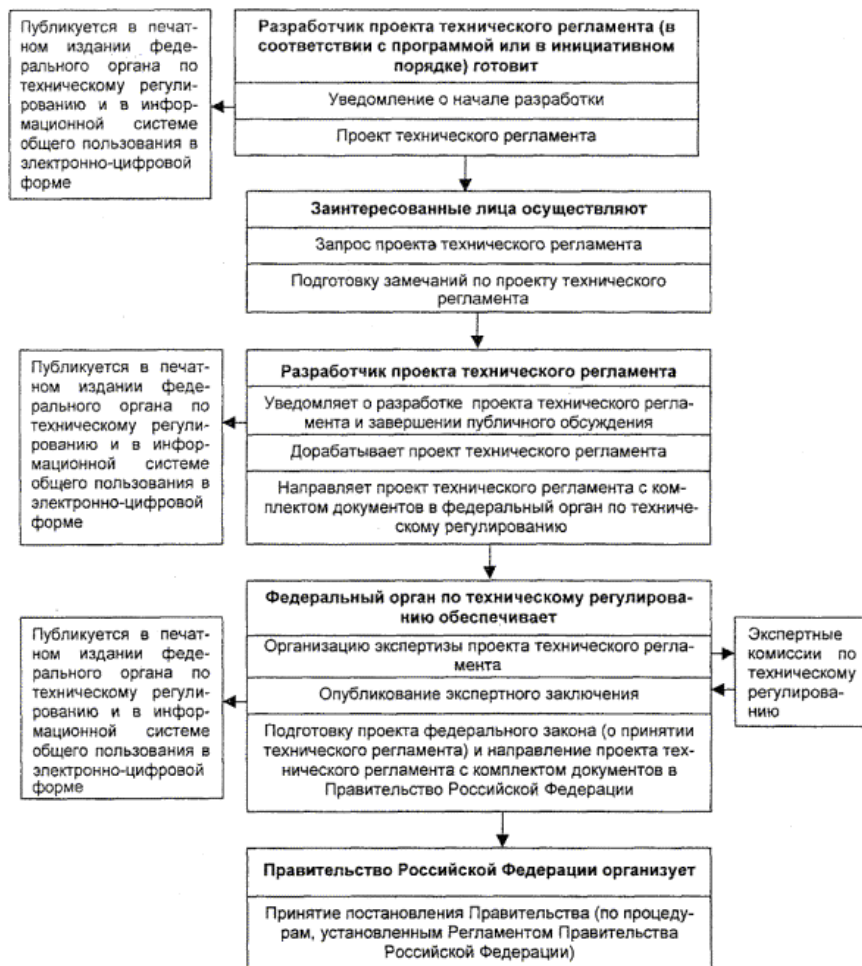 Публикуется в печат-
ном издании феде-
рального органа по
техническому регули-
рованию и в инфор-
мационной системе
общего пользования в
электронно-цифровой
форме
Разработчик проекта технического регламента (в
соответствии с программой или в инициативном
порядке) готовит
Уведомление о начале разработки
Проект технического регламента
Заинтересованные лица осуществляют
Запрос проекта технического регламента
Подготовку замечаний по проекту технического
регламента
Публикуется в печат-
ном издании феде-
рального органа по
техническому регули-
рованию и в инфор-
мационной системе
общего пользования в
электронно-цифровой
форме
Разработчик проекта технического регламента
Уведомляет о разработке проекта технического регла-
мента и завершении публичного обсуждения
Дорабатывает проект технического регламента
Направляет проект технического регламента с ком-
плектом документов в федеральный орган по техниче-
скому регулированию
Публикуется в печат-
ном издании феде-
рального органа по
техническому регули-
рованию и в инфор-
мационной системе
общего пользования в
электронно-цифровой
форме
Федеральный орган по техническому регулирова-
нию обеспечивает
Организацию экспертизы проекта технического регла-
мента
Опубликование экспертного заключения
Подготовку проекта федерального закона (о принятии
технического регламента) и направление проекта тех-
нического регламента с комплектом документов в
Правительство Российской Федерации
Экспертные
комиссии по
техническому
регулирова-
нию
Правительство Российской Федерации организует
Принятие постановления Правительства (по процеду-
рам, установленным Регламентом Правительства
Российской Федерации)